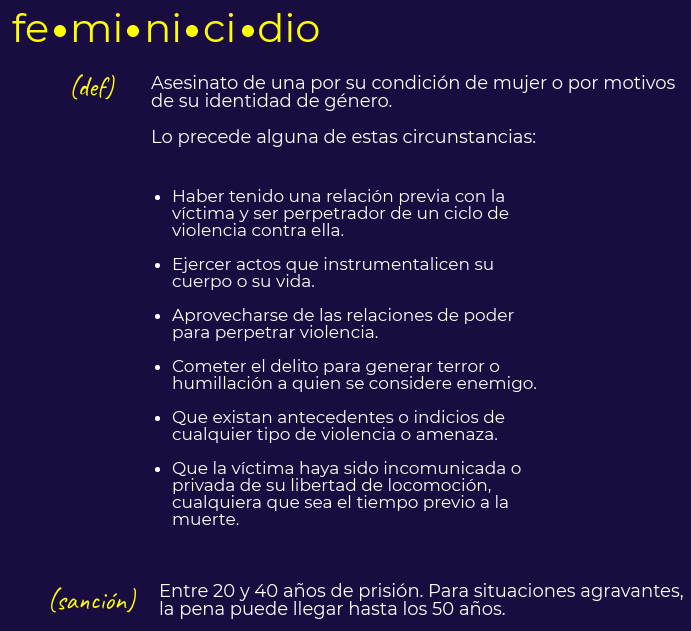 fe•mi•ni•ci•dio
(def)
Asesinato de una por su condición de mujer o por motivos
de su identidad de género.
Lo precede alguna de estas circunstancias:
• Haber tenido una relación previa con la
víctima y ser perpetrador de un ciclo de
violencia contra ella.
• Ejercer actos que instrumentalicen su
cuerpo o su vida.
• Aprovecharse de las relaciones de poder
para perpetrar violencia.
• Cometer el delito para generar terror o
humillación a quien se considere enemigo.
• Que existan antecedentes o indicios de
cualquier tipo de violencia o amenaza.
• Que la víctima haya sido incomunicada o
privada de su libertad de locomoción,
cualquiera que sea el tiempo previo a la
muerte.
(sanción)
Entre 20 y 40 años de prisión. Para situaciones agravantes,
la pena puede llegar hasta los 50 años.